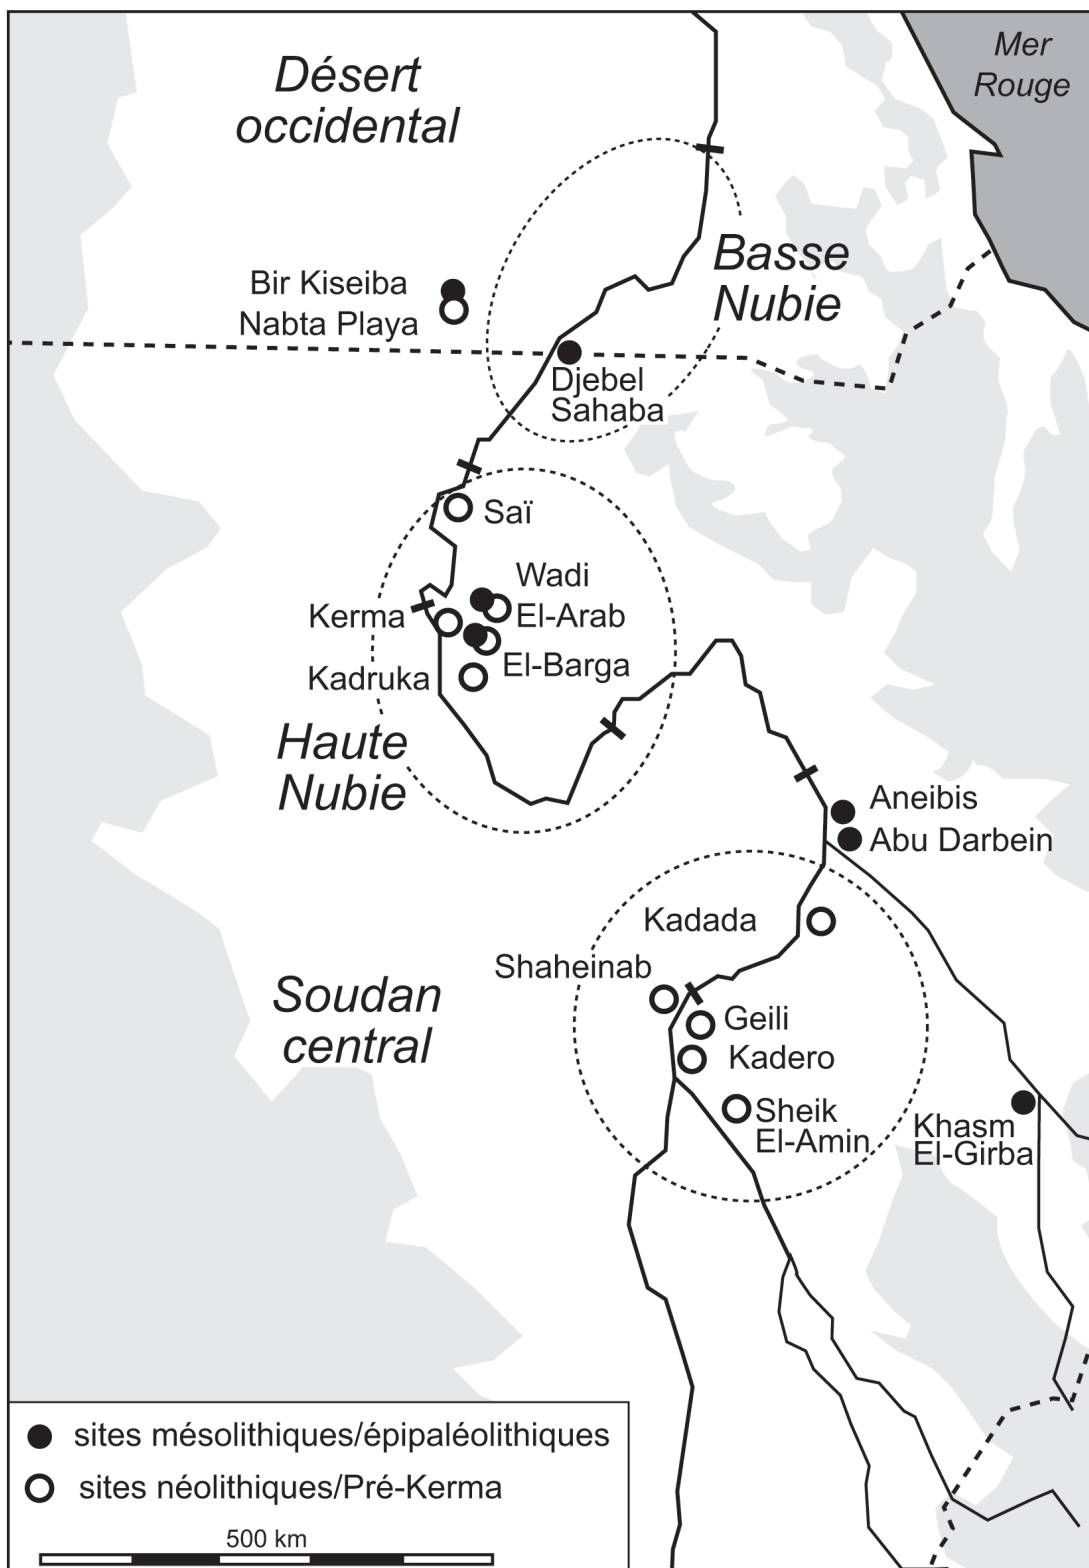 Désert
occidental
Mer
Rouge
Basse
Nubie
Bir Kiseiba
Nabta Playa
Djebel
Sahaba
Saï
Wadi
El-Arab
Kerma
El-Barga
Kadruka
Haute
Nubie
Aneibis
Abu Darbein
Kadada
Shaheinab
Soudan
central
Geili
Kadero
Sheik
El-Amin
Khasm
El-Girba
sites mésolithiques/épipaléolithiques
sites néolithiques/Pré-Kerma
500 km